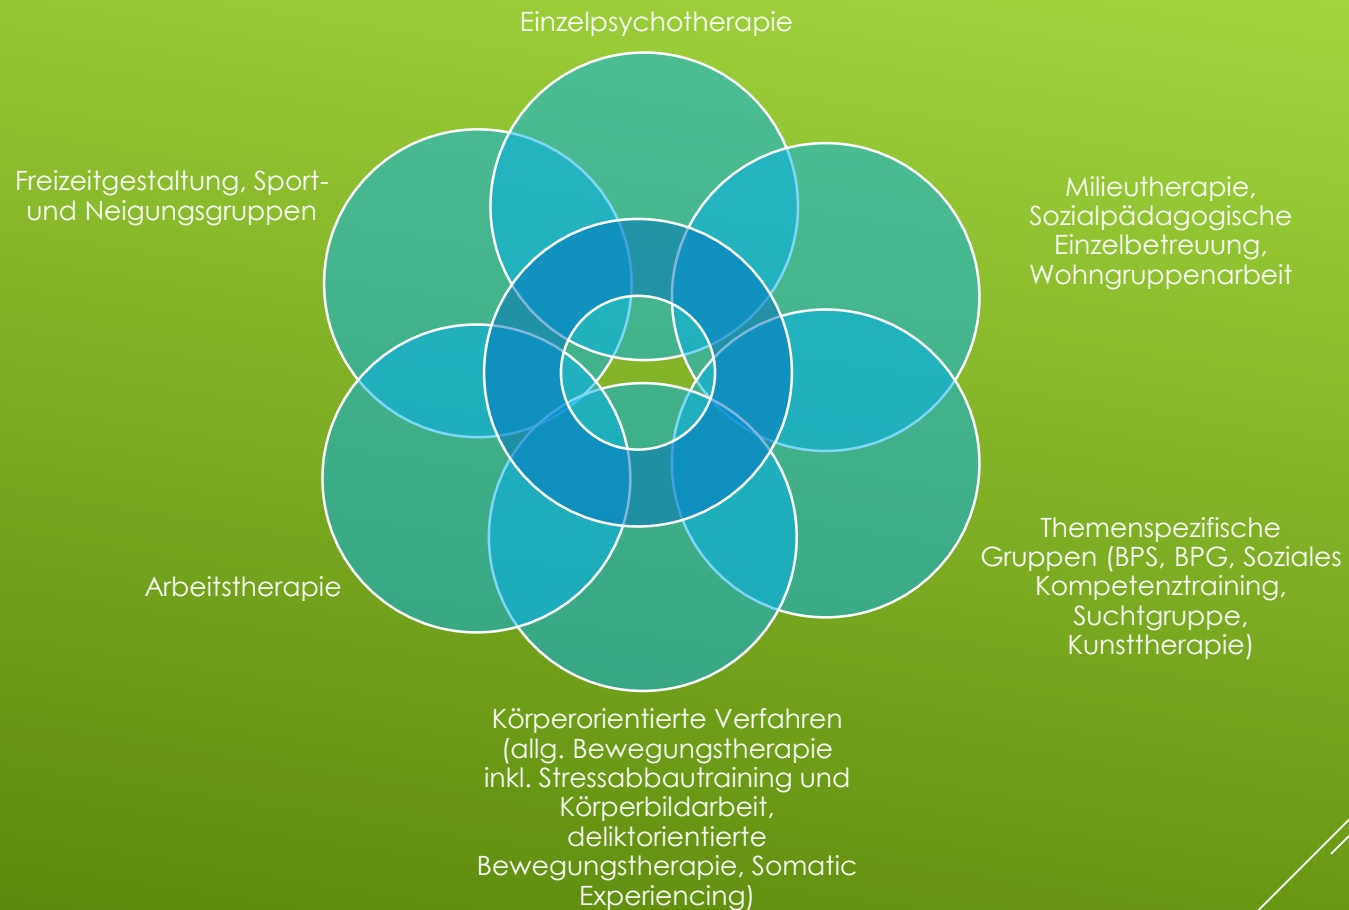 Einzelpsychotherapie
Freizeitgestaltung, Sport-
und Neigungsgruppen
Milieutherapie,
Sozialpädagogische
Einzelbetreuung,
Wohngruppenarbeit
Themenspezifische
Gruppen (BPS, BPG, Soziales
Kompetenztraining,
Suchtgruppe,
Kunsttherapie)
Arbeitstherapie
Körperorientierte Verfahren
(allg. Bewegungstherapie
inkl. Stressabbautraining und
Körperbildarbeit,
deliktorientierte
Bewegungstherapie, Somatic
Experiencing)